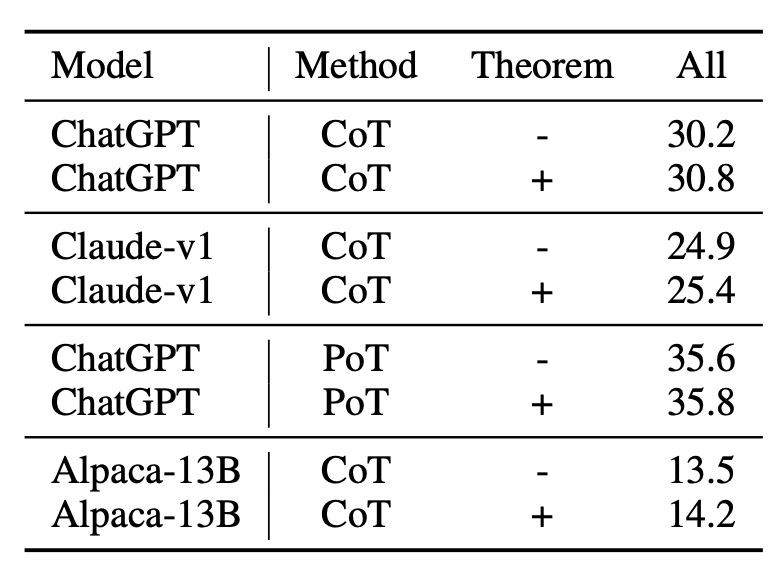 Model Method Theorem All
ChatGPT CoT - 30.2
ChatGPT CoT + 30.8
Claude-v1 CoT - 24.9
Claude-v1 CoT + 25.4
ChatGPT PoT - 35.6
ChatGPT PoT + 35.8
Alpaca-13B CoT - 13.5
Alpaca-13B CoT + 14.2